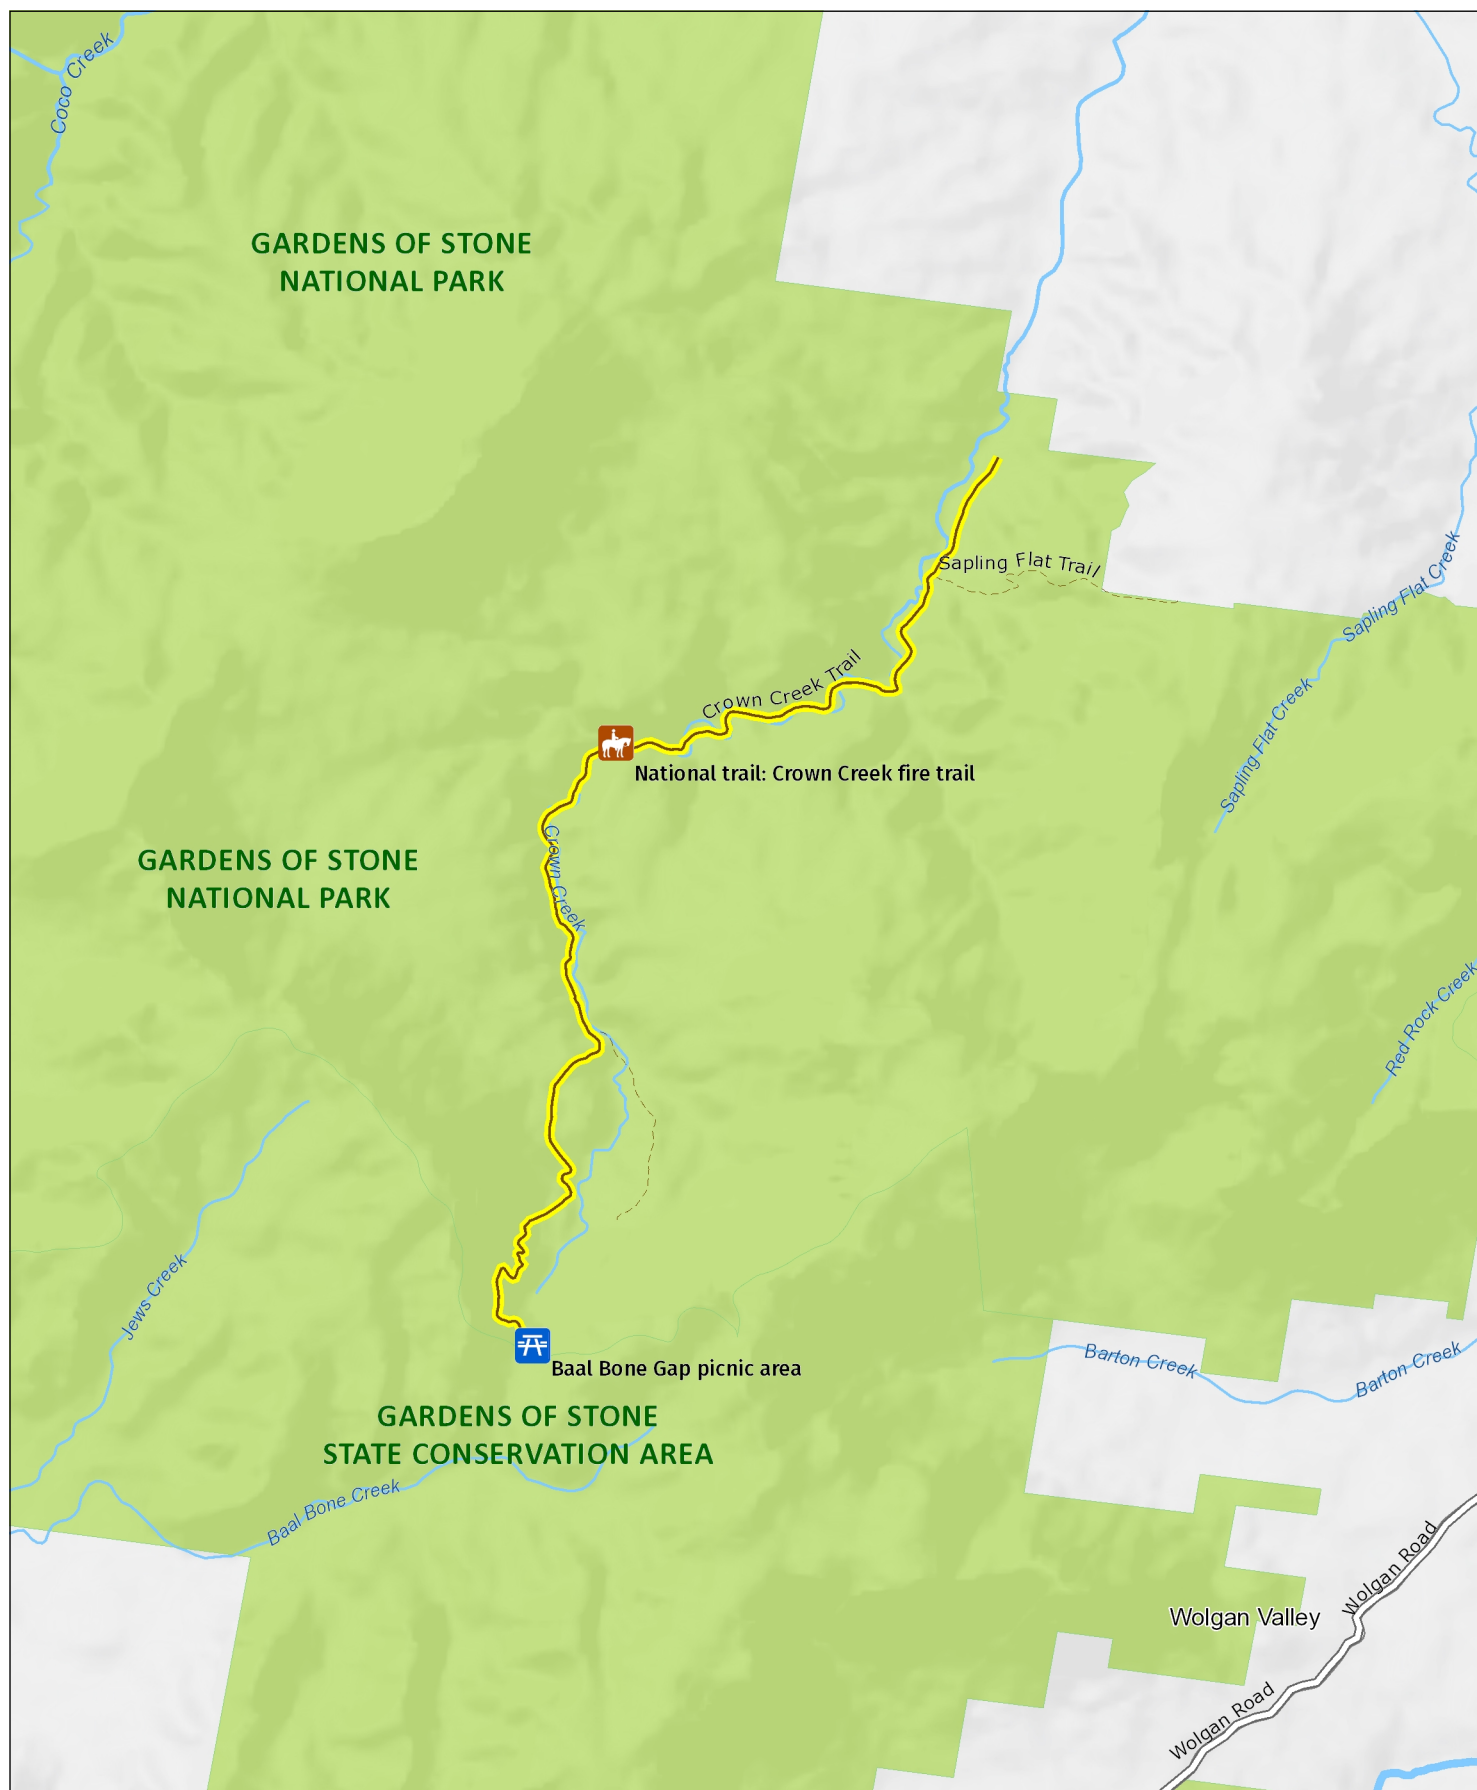 Coco Creek
GARDENS OF STONE
NATIONAL PARK
Sapling Flat Trail
Sapling Flat Creek
Crown Creek Trail
Sapling Flat Creek
National trail: Crown Creek fire trail
Crown Creek
GARDENS OF STONE
NATIONAL PARK
Red Rock Creek
Jews Creek
Baal Bone Gap picnic area
Barton Creek
Barton Creek
GARDENS OF STONE
STATE CONSERVATION AREA
Baal Bone Creek
Wolgan Road
Wolgan Valley
Wolgan Road